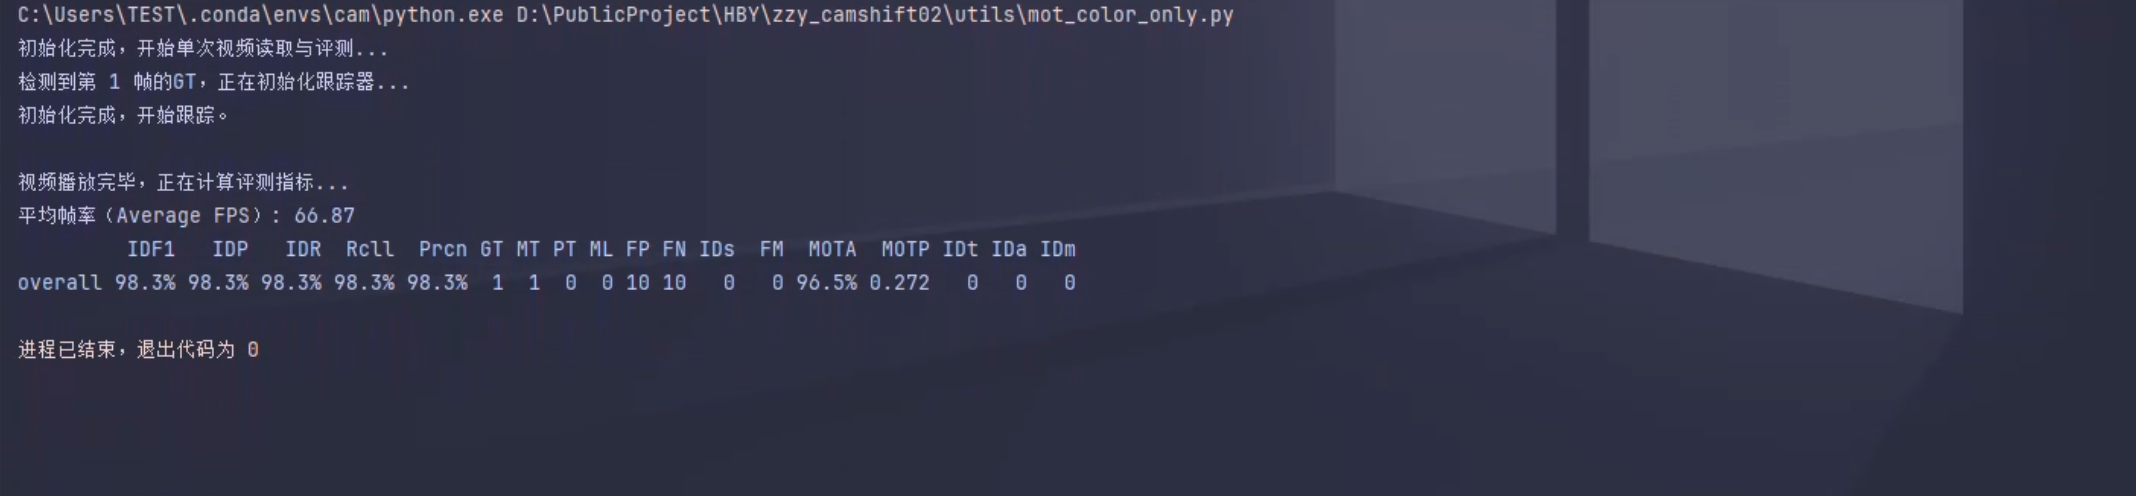 C:\Users\TEST\.conda\envs\cam\python.exe D:\PublicProject\HBY\zzy_camshift02\utils\mot_color_only.py
初始化完成，开始单次视频读取与评测...
检测到第 1 帧的GT，正在初始化跟踪器...
初始化完成，开始跟踪。
视频播放完毕，正在计算评测指标...
平均帧率（Average FPS）: 66.87
IDF1 IDP IDR Rcll Prcn GT MT PT ML FP FN IDs FM MOTA MOTP IDt IDa IDm
overall 98.3% 98.3% 98.3% 98.3% 98.3% 1 1 0 0 10 10 0 0 96.5% 0.272 0 0 0
进程已结束，退出代码为 0